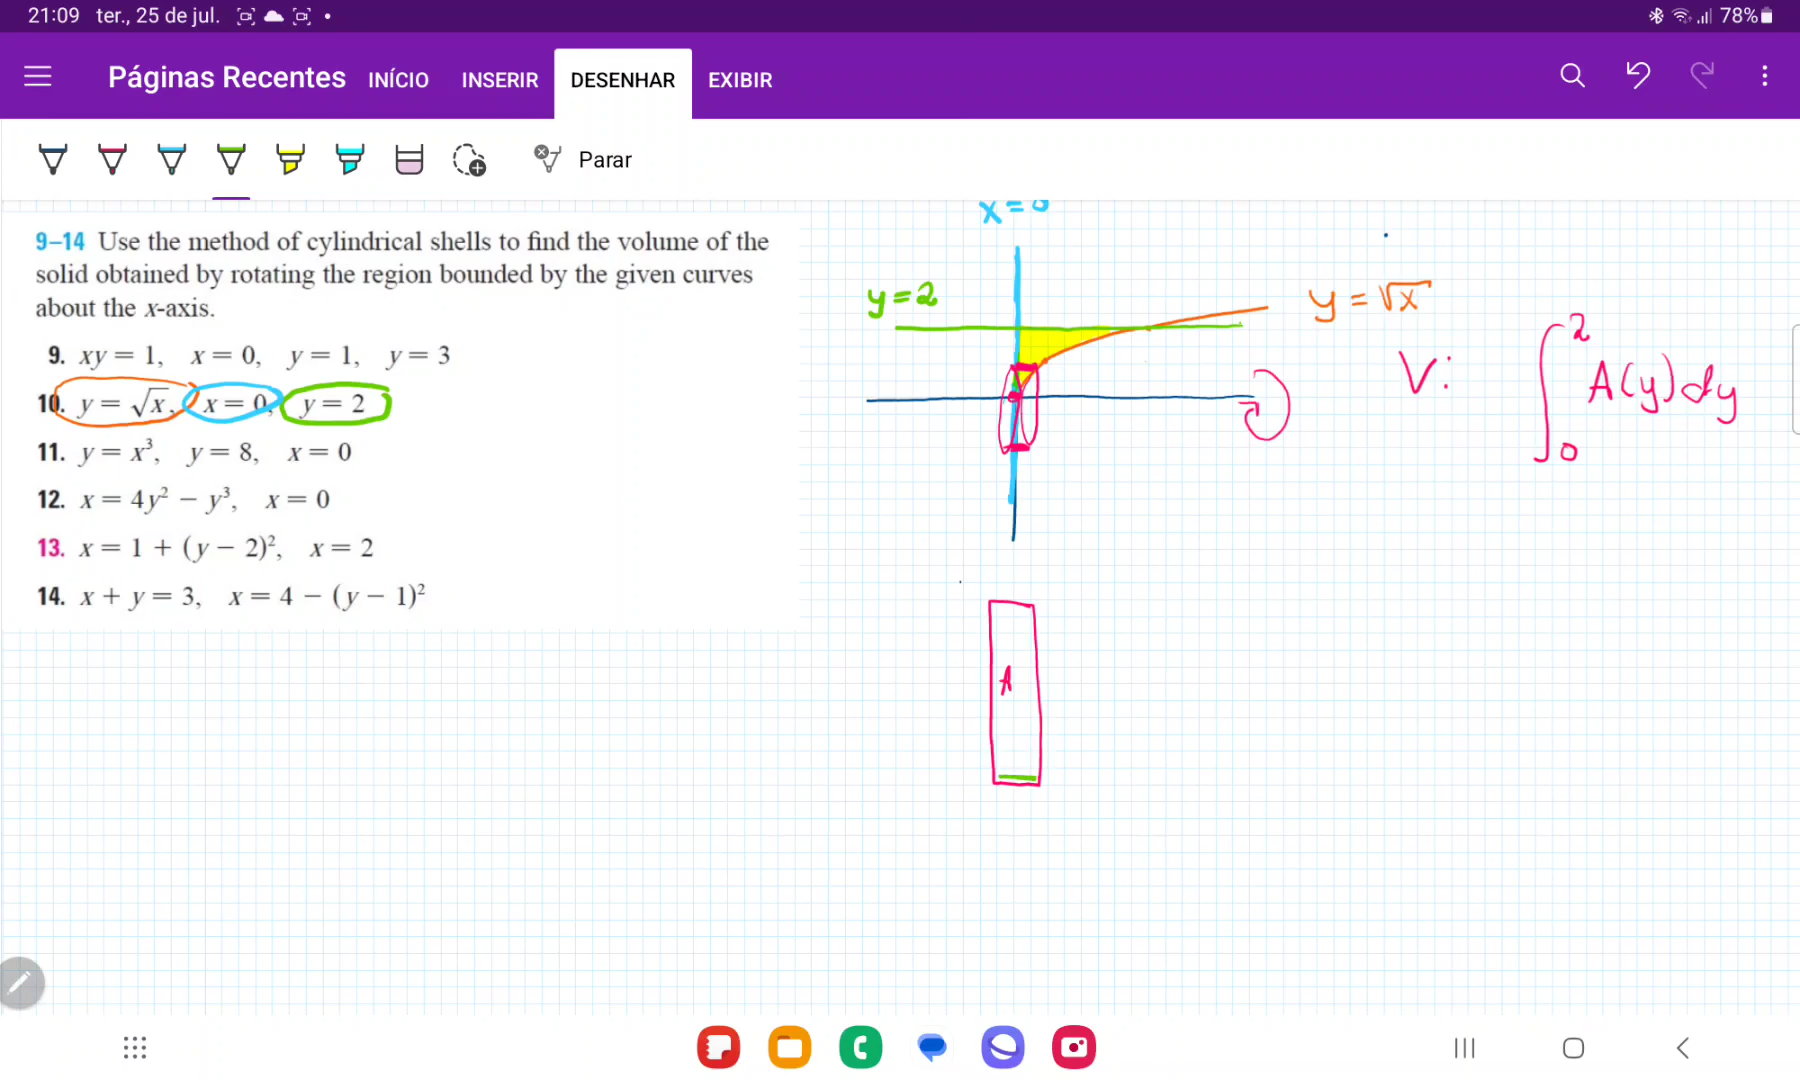 21:09 ter., 25 de jul.
78%
Páginas Recentes INÍCIO INSERIR DESENHAR EXIBIR
Parar
9–14 Use the method of cylindrical shells to find the volume of the
solid obtained by rotating the region bounded by the given curves
about the x-axis.
9. xy = 1, x = 0, y = 1, y = 3
10. y = √x, x = 0, y = 2
11. y = x³, y = 8, x = 0
12. x = 4y² − y³, x = 0
13. x = 1 + (y − 2)², x = 2
14. x + y = 3, x = 4 − (y − 1)²
x = 0
y = 2
y = √x
V: ∫₀² A(y) dy
A